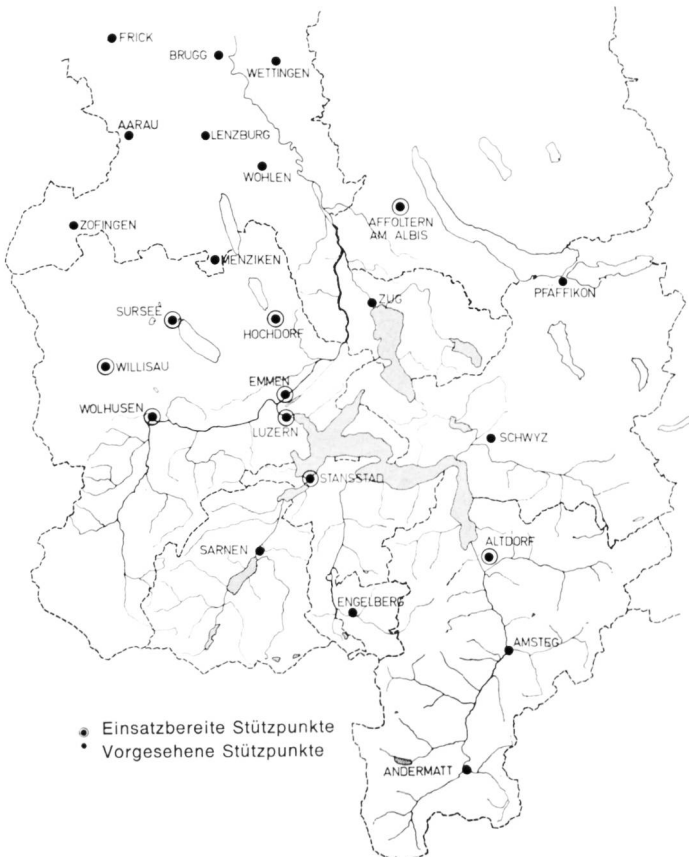 FRICK
BRUGG
WETTINGEN
AARAU
LENZBURG
WOHLEN
AFFOLTERN
AM ALBIS
ZOFINGEN
MENZIKEN
PFAFFIKON
ZUG
SURSEE
HOCHDORF
WILLISAU
EMMEN
WOLHUSEN
LUZERN
SCHWYZ
STANSSTAD
ALTDORF
SARNEN
ENGELBERG
AMSTEG
Einsatzbereite Stützpunkte
Vorgesehene Stützpunkte
ANDERMATT